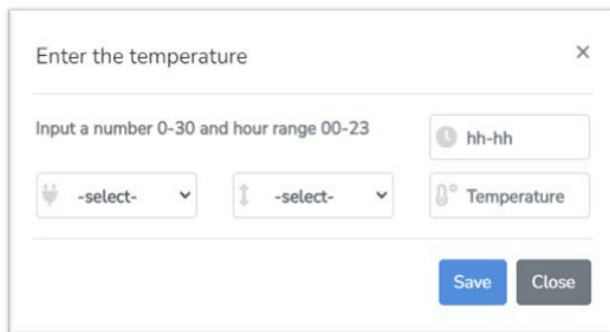 Enter the temperature
Input a number 0-30 and hour range 00-23
hh-hh
-select-
-select-
Temperature
Save
Close